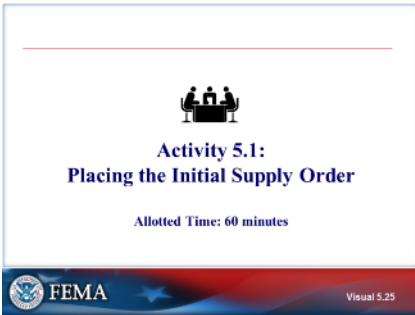 Activity 5.1:
Placing the Initial Supply Order
Allotted Time: 60 minutes
FEMA
Visual 5.25